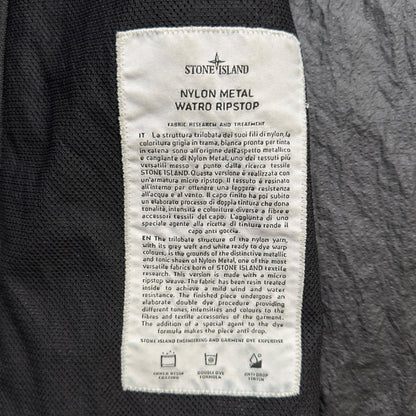 STONE ISLAND
NYLON METAL
WATRO RIPSTOP
FABRIC RESEARCH AND TREATMENT
IT La struttura trilobata dei suoi fili di nylon, la
coloritura grigia in trama, bianca pronta per tinta
in catena sono all'origine dell'aspetto metallico
e cangiante di Nylon Metal, uno dei tessuti più
versatili messo a punto dalla ricerca tessile
STONE ISLAND. Questa versione è realizzata con
un'armatura micro ripstop. Il tessuto è resinato
all'interno per ottenere una leggera resistenza
all'acqua e al vento. Il capo finito ha poi subito
un elaborato processo di doppia tintura che dona
tonalità, intensità e coloriture diverse a fibre e
accessori tessili del capo. L'aggiunta di uno
speciale agente alla ricetta di tintura rende il
capo anti goccia.
EN The trilobate structure of the nylon yarn,
with its grey weft and white ready to dye warp
colours, is the grounds of the distinctive metallic
and tonic sheen of Nylon Metal, one of the most
versatile fabrics born of STONE ISLAND textile
research. This version is made with a micro
ripstop weave. The fabric has been resin treated
inside to achieve a mild wind and water
resistance. The finished piece undergoes an
elaborate double dye procedure providing
different tones, intensities and colours to the
fibres and textile accessories of the garment.
The addition of a special agent to the dye
formula makes the piece anti-drop.
STONE ISLAND ENGINEERING AND GARMENT DYE EXPERTISE
INNER RESIN DOUBLE DYE ANTI DROP
COATING FORMULA FINISH